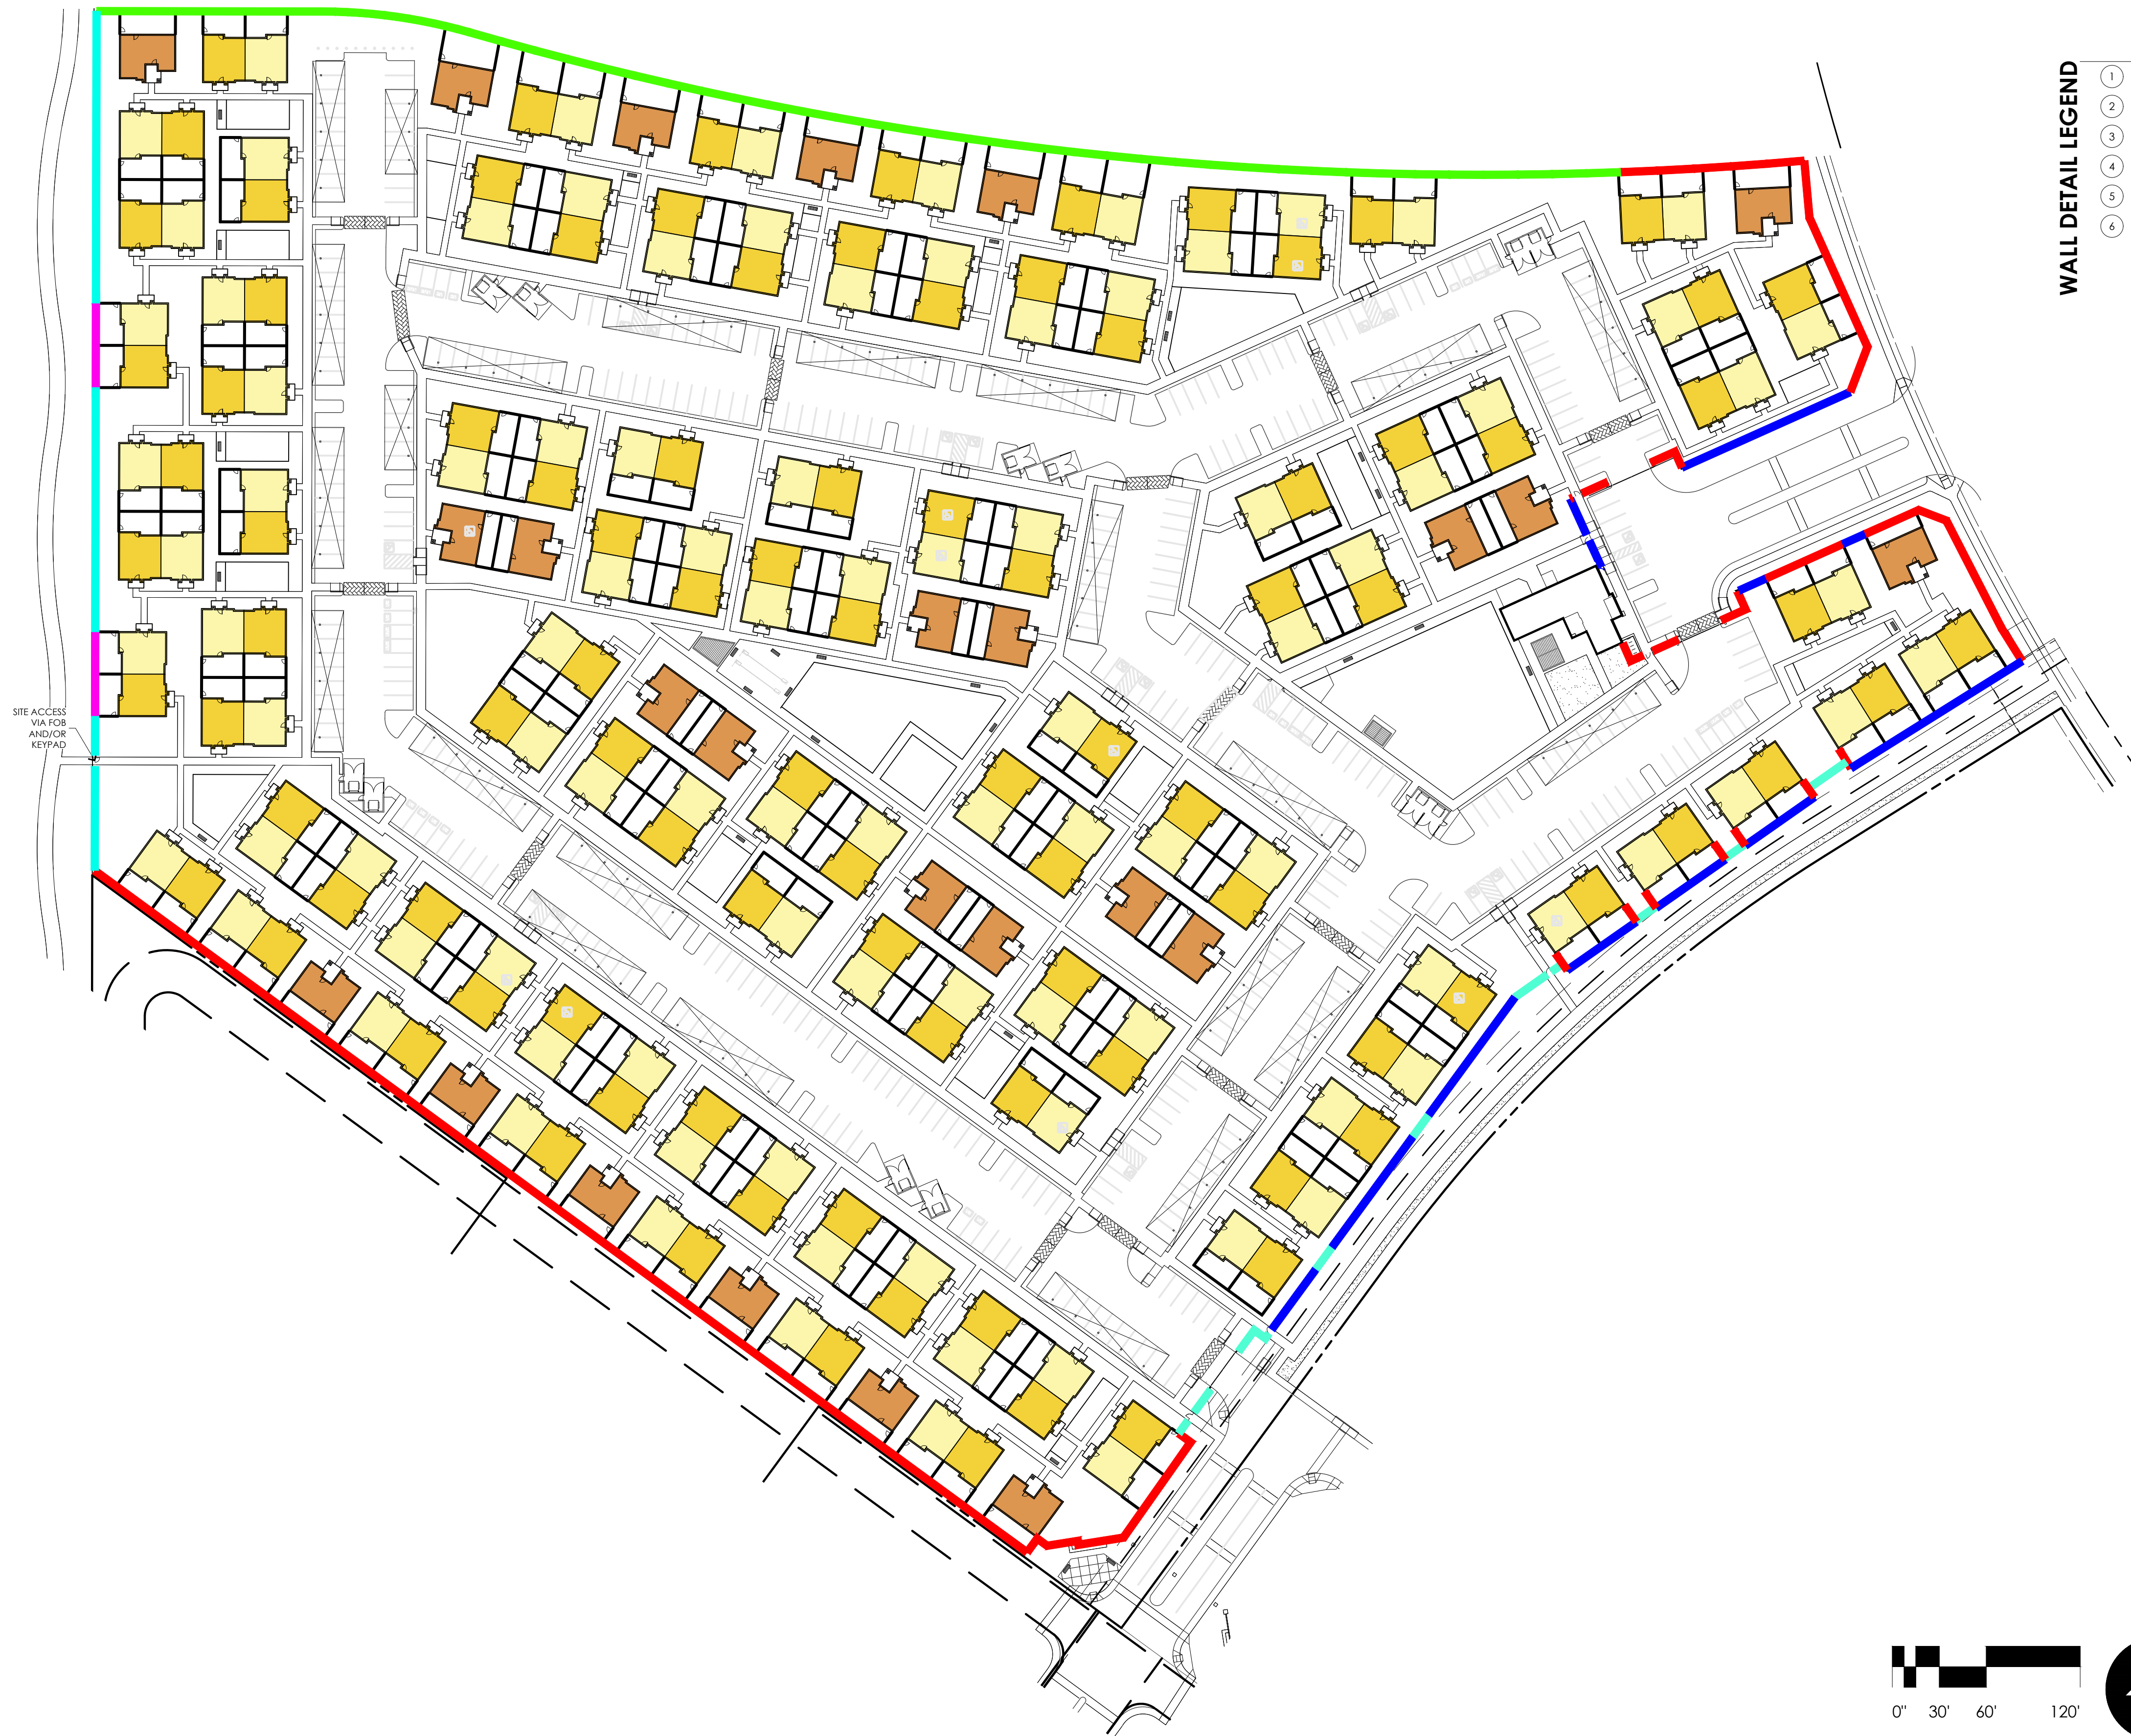 WALL DETAIL LEGEND
1
2
3
4
5
6
SITE ACCESS
VIA FOB
AND/OR
KEYPAD
0" 30' 60' 120'